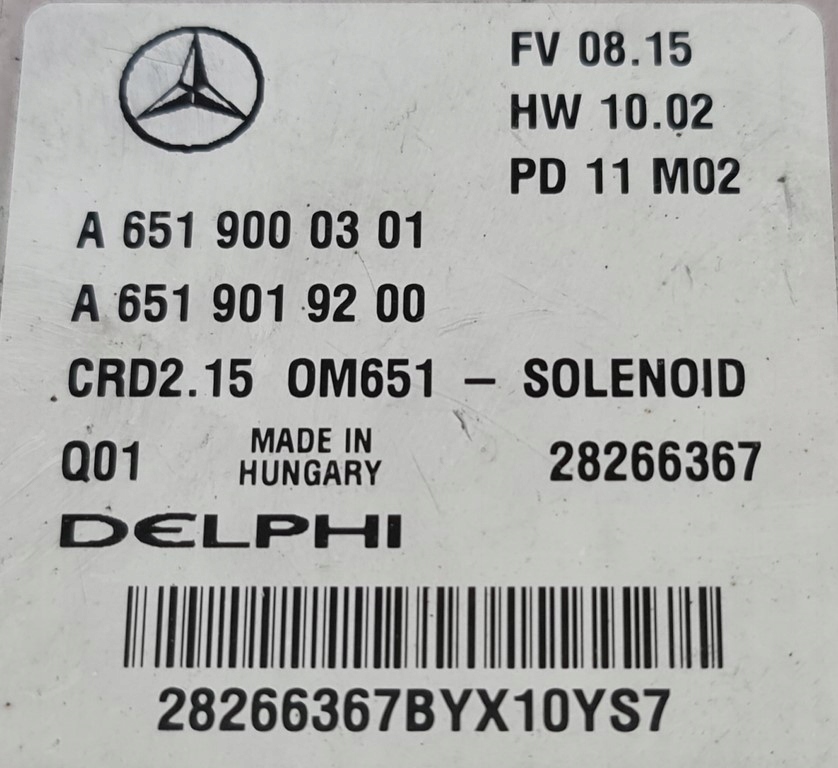 FV 08.15
HW 10.02
PD 11 M02
A 651 900 03 01
A 651 901 92 00
CRD2.15 OM651 – SOLENOID
Q01 MADE IN HUNGARY 28266367
DELPHI
28266367BYX10YS7